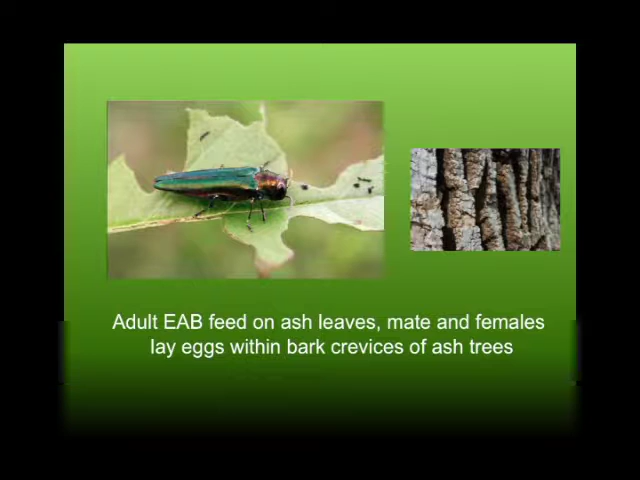 Adult EAB feed on ash leaves, mate and females
lay eggs within bark crevices of ash trees